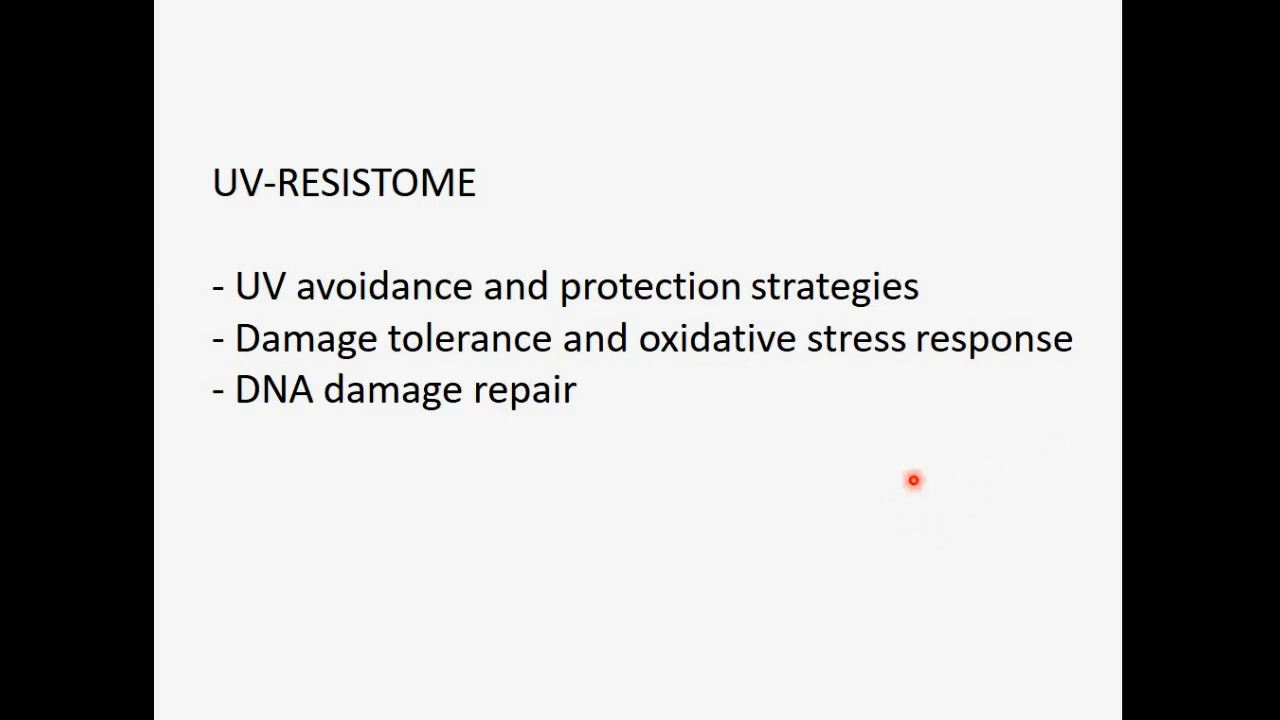 UV-RESISTOME
- UV avoidance and protection strategies
- Damage tolerance and oxidative stress response
- DNA damage repair